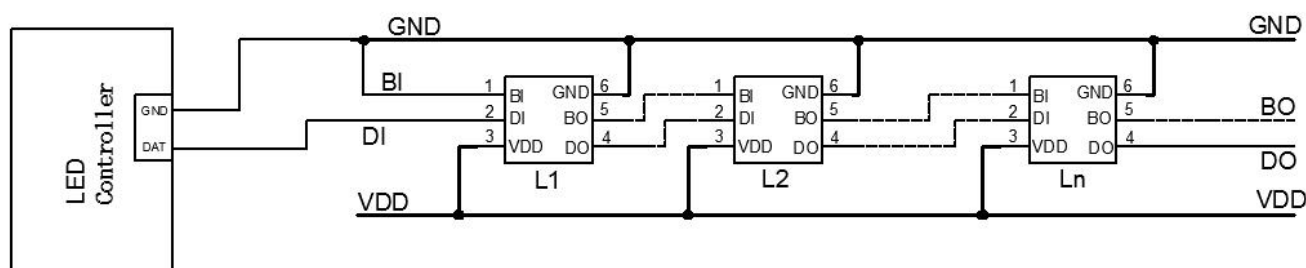 LED Controller
GND
DAT
GND
GND
BI
DI
1 BI GND 6
2 DI BO 5
3 VDD DO 4
L1
1 BI GND 6
2 DI BO 5
3 VDD DO 4
L2
1 BI GND 6
2 DI BO 5
3 VDD DO 4
Ln
BO
DO
VDD
VDD